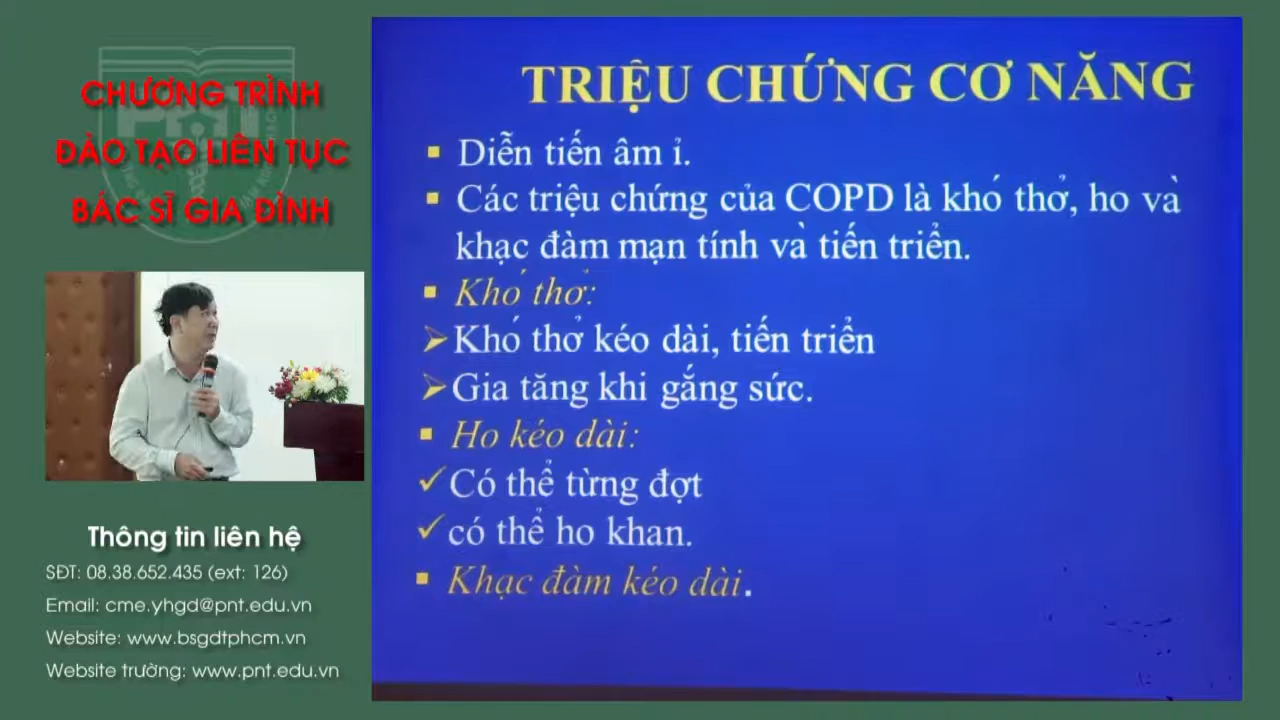 CHƯƠNG TRÌNH
ĐÀO TẠO LIÊN TỤC
BÁC SĨ GIA ĐÌNH
PNT
Thông tin liên hệ
SĐT: 08.38.652.435 (ext: 126)
Email: cme.yhgd@pnt.edu.vn
Website: www.bsgdtphcm.vn
Website trường: www.pnt.edu.vn
TRIỆU CHỨNG CƠ NĂNG
Diễn tiến âm ỉ.
Các triệu chứng của COPD là khó thở, ho và
khạc đàm mạn tính và tiến triển.
Khó thở:
Khó thở kéo dài, tiến triển
Gia tăng khi gắng sức.
Ho kéo dài:
Có thể từng đợt
có thể ho khan.
Khạc đàm kéo dài.